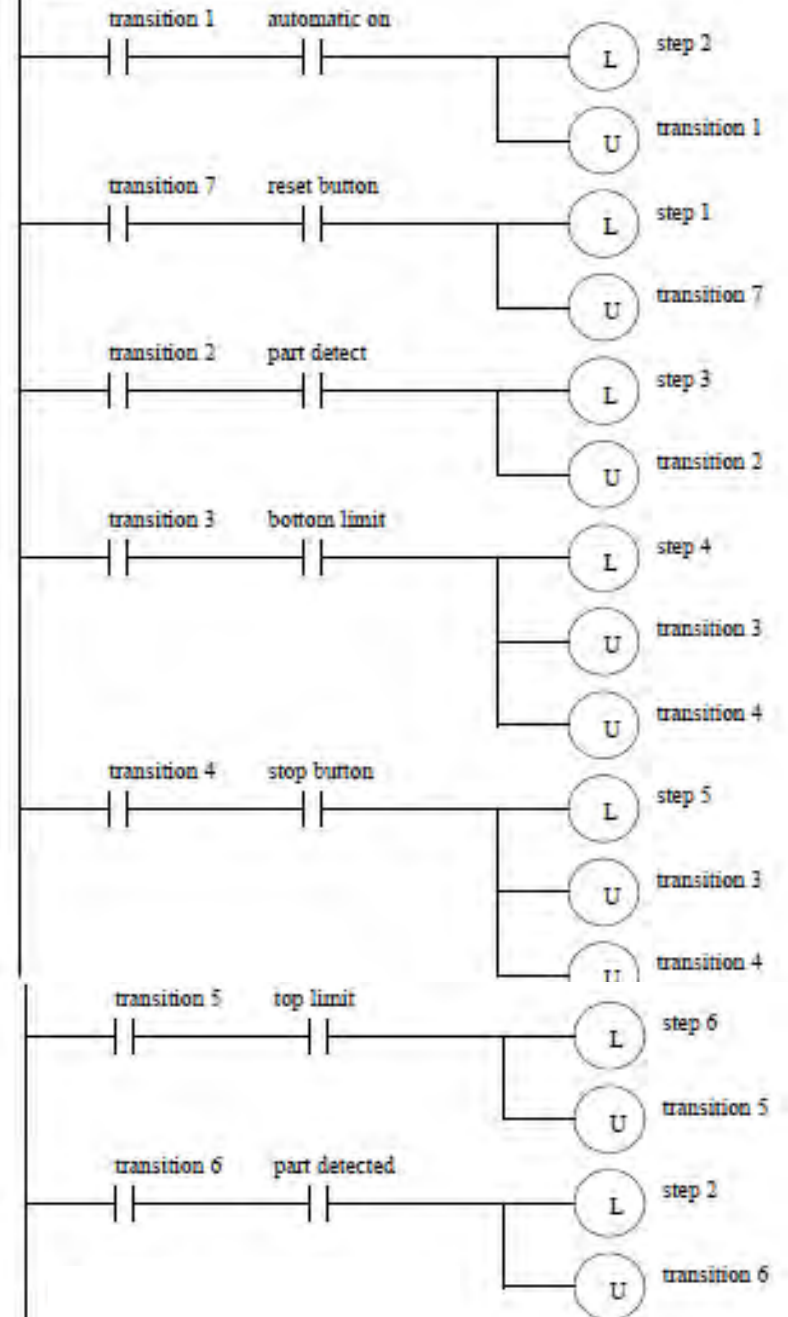 transition 1 automatic on
step 2
L
transition 1
U
transition 7 reset button
step 1
L
transition 7
U
transition 2 part detect
step 3
L
transition 2
U
transition 3 bottom limit
step 4
L
transition 3
U
transition 4
U
transition 4 stop button
step 5
L
transition 3
U
transition 4
U
transition 5 top limit
step 6
L
transition 5
U
transition 6 part detected
step 2
L
transition 6
U